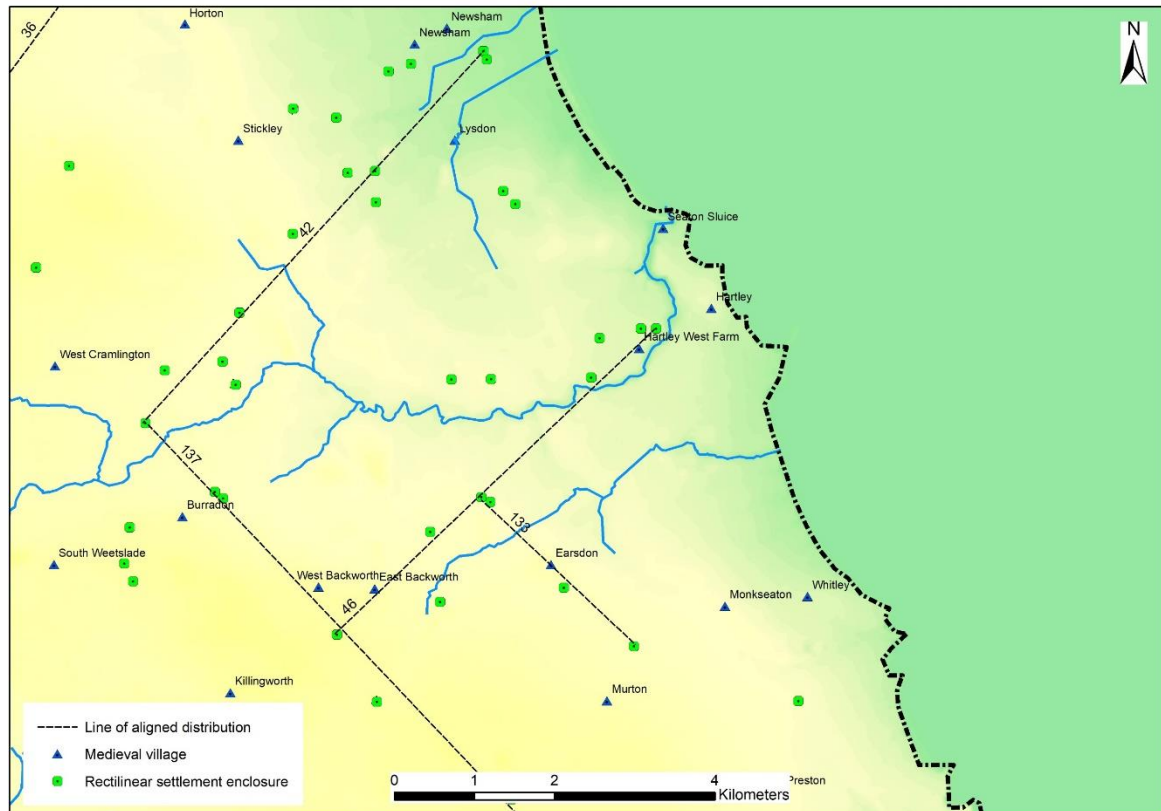 Horton
Newsham
Newsham
36
N
Stickley
Lysdon
Seaton Sluice
42
Hartley
Hartley West Farm
West Cramlington
137
Burradon
133
South Weetslade
Earsdon
West Backworth
East Backworth
46
Monkseaton
Whitley
Killingworth
Murton
Line of aligned distribution
Medieval village
Rectilinear settlement enclosure
0 1 2 4
Kilometers
Preston